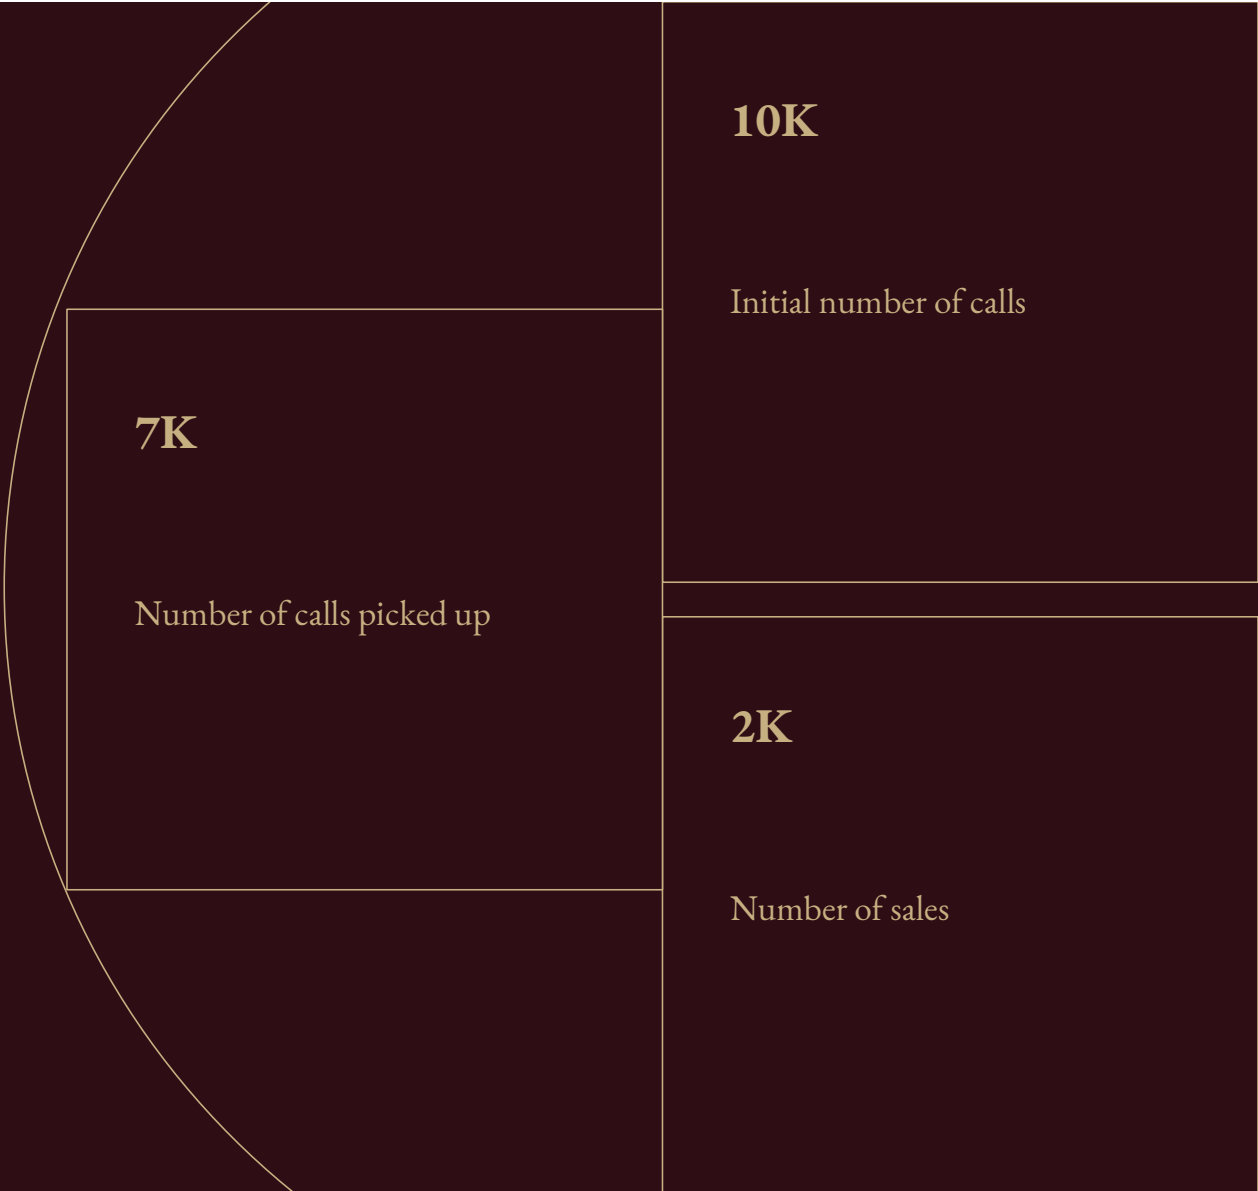 10K
Initial number of calls
7K
Number of calls picked up
2K
Number of sales